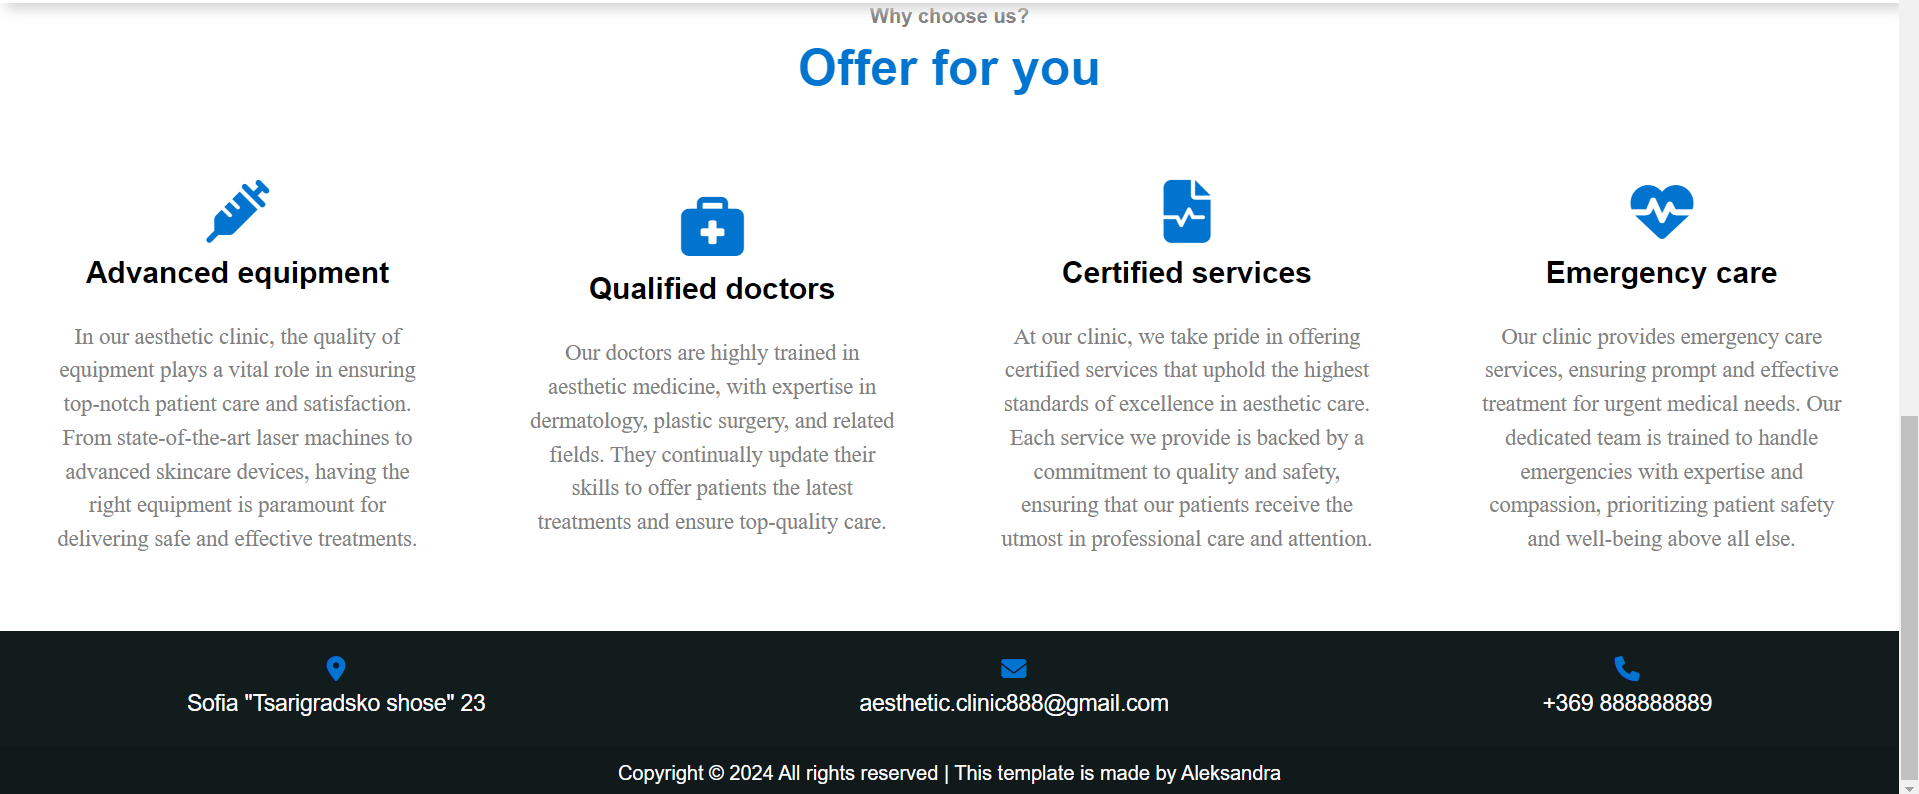 Why choose us?
Offer for you
Advanced equipment
In our aesthetic clinic, the quality of
equipment plays a vital role in ensuring
top-notch patient care and satisfaction.
From state-of-the-art laser machines to
advanced skincare devices, having the
right equipment is paramount for
delivering safe and effective treatments.
Qualified doctors
Our doctors are highly trained in
aesthetic medicine, with expertise in
dermatology, plastic surgery, and related
fields. They continually update their
skills to offer patients the latest
treatments and ensure top-quality care.
Certified services
At our clinic, we take pride in offering
certified services that uphold the highest
standards of excellence in aesthetic care.
Each service we provide is backed by a
commitment to quality and safety,
ensuring that our patients receive the
utmost in professional care and attention.
Emergency care
Our clinic provides emergency care
services, ensuring prompt and effective
treatment for urgent medical needs. Our
dedicated team is trained to handle
emergencies with expertise and
compassion, prioritizing patient safety
and well-being above all else.
Sofia "Tsarigradsko shose" 23
aesthetic.clinic888@gmail.com
+369 888888889
Copyright © 2024 All rights reserved | This template is made by Aleksandra